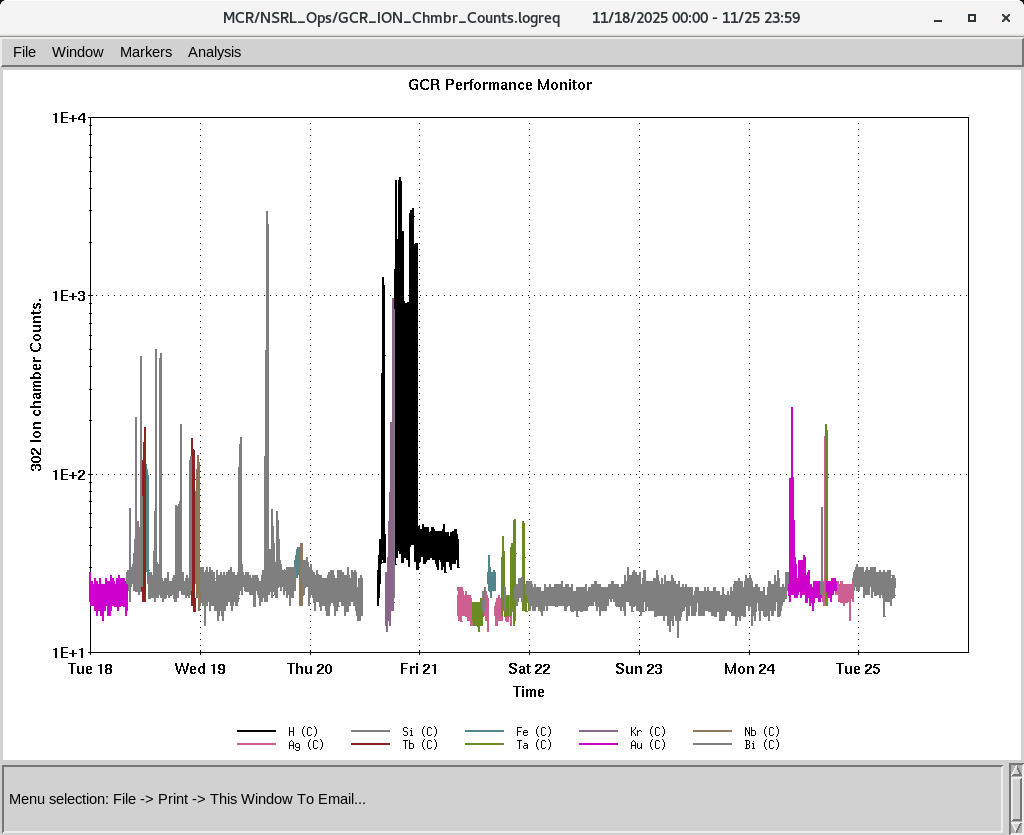 MCR/NSRL_Ops/GCR_ION_Chmbr_Counts.logreq 11/18/2025 00:00 - 11/25 23:59
File Window Markers Analysis
GCR Performance Monitor
1E+4
1E+3
1E+2
1E+1
302 Ion chamber Counts.
Tue 18 Wed 19 Thu 20 Fri 21 Sat 22 Sun 23 Mon 24 Tue 25
Time
H (C) Si (C) Fe (C) Kr (C) Nb (C)
Ag (C) Tb (C) Ta (C) Au (C) Bi (C)
Menu selection: File -> Print -> This Window To Email...